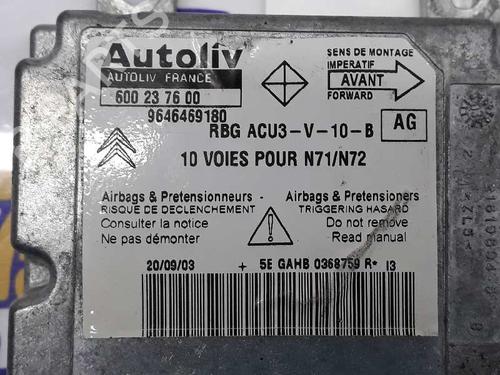 Autoliv
AUTOLIV FRANCE
600 23 76 00
9646469180
SENS DE MONTAGE
IMPERATIF
AVANT
FORWARD
RBG ACU3-V-10-B
AG
10 VOIES POUR N71/N72
Airbags & Pretensionneurs
RISQUE DE DECLENCHEMENT
Consulter la notice
Ne pas démonter
Airbags & Pretensioners
TRIGGERING HASARD
Do not remove
Read manual
20/09/03 + 5E GAHB 0368759 R* I3